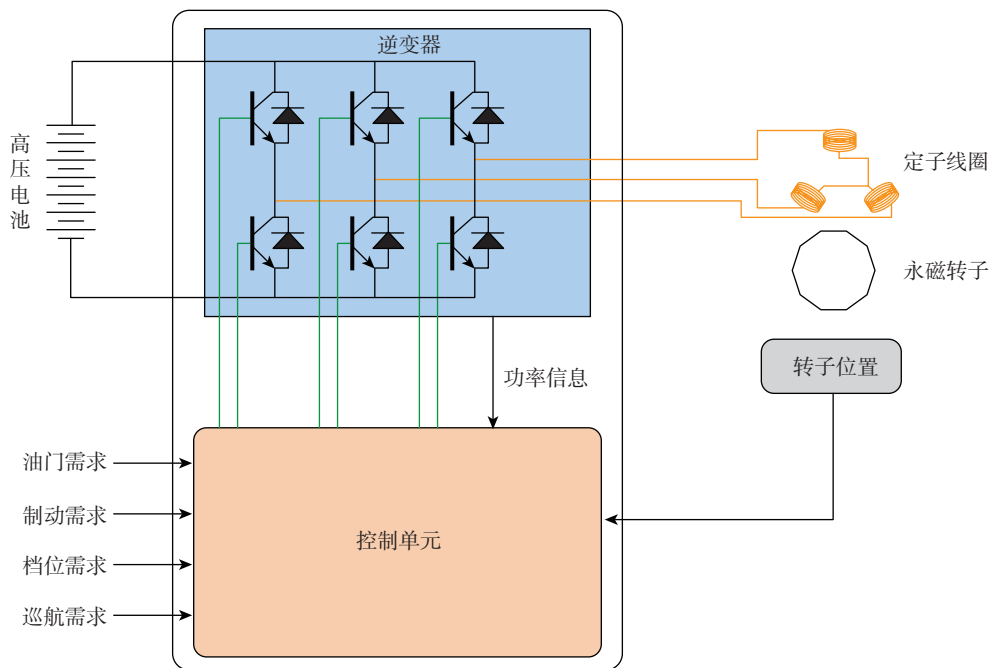 逆变器
高压电池
定子线圈
永磁转子
转子位置
功率信息
油门需求
制动需求
控制单元
档位需求
巡航需求